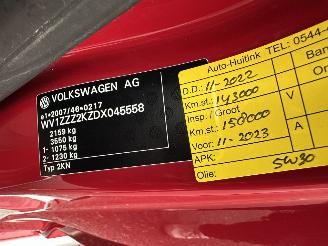 VOLKSWAGEN AG
e1*2007/46*0217
WV1ZZZ2KZDX045558
2159 kg
3550 kg
1- 1075 kg
2- 1230 kg
Typ 2KN
Auto-Huitink TEL.: 0544-
D.D.: 11-2022
Km.st.: 143000
Insp./Groot V
Km.st.: 158000
Voor: 11-2023 A
APK:
Olie: 5W30